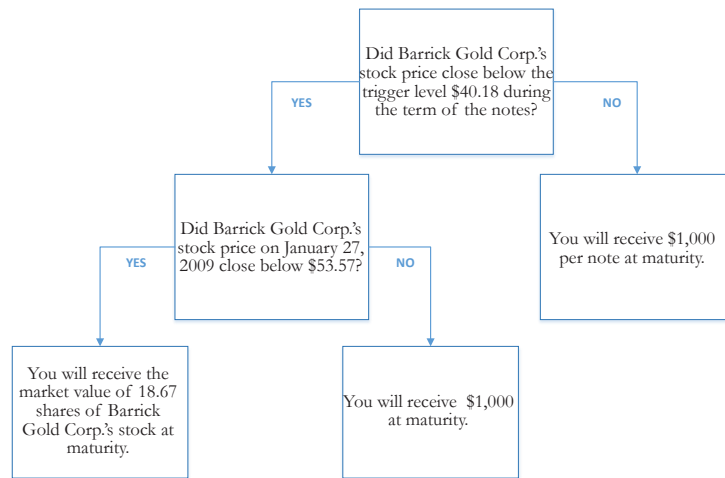 Did Barrick Gold Corp.'s
stock price close below the
trigger level $40.18 during
the term of the notes?
YES
NO
Did Barrick Gold Corp.'s
stock price on January 27,
2009 close below $53.57?
You will receive $1,000
per note at maturity.
YES
NO
You will receive the
market value of 18.67
shares of Barrick
Gold Corp.'s stock at
maturity.
You will receive $1,000
at maturity.